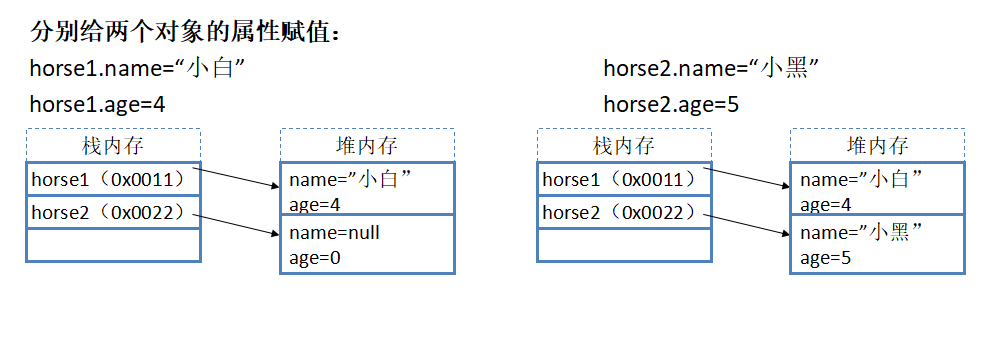 分别给两个对象的属性赋值：
horse1.name=“小白”
horse1.age=4
栈内存
堆内存
horse1（0x0011）
horse2（0x0022）
name=”小白”
age=4
name=null
age=0
horse2.name=“小黑”
horse2.age=5
栈内存
堆内存
horse1（0x0011）
horse2（0x0022）
name=”小白”
age=4
name=”小黑”
age=5